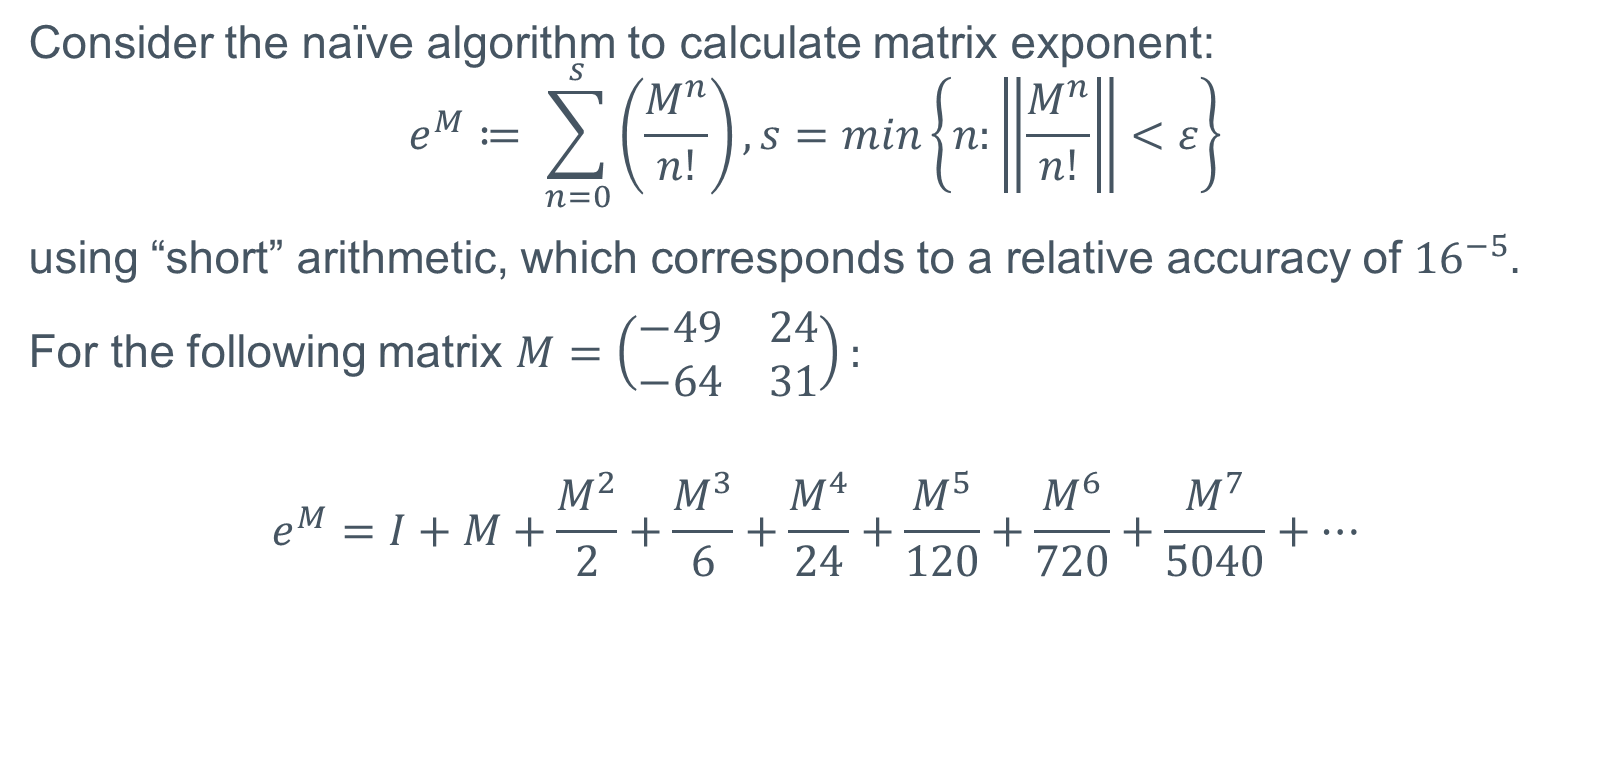 Consider the naïve algorithm to calculate matrix exponent:
$e^M := \sum_{n=0}^{s} \left( \frac{M^n}{n!} \right), s = min \left\{ n: \left\| \frac{M^n}{n!} \right\| < \varepsilon \right\}$
using “short” arithmetic, which corresponds to a relative accuracy of $16^{-5}$.
For the following matrix $M = \begin{pmatrix} -49 & 24 \\ -64 & 31 \end{pmatrix}$:
$e^M = I + M + \frac{M^2}{2} + \frac{M^3}{6} + \frac{M^4}{24} + \frac{M^5}{120} + \frac{M^6}{720} + \frac{M^7}{5040} + \cdots$